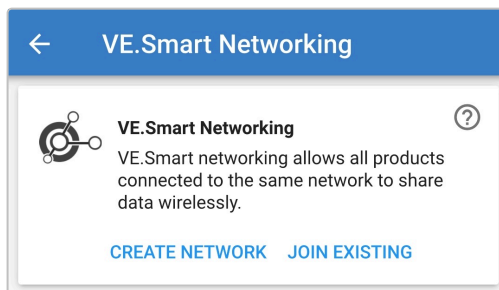 VE.Smart Networking
VE.Smart Networking
VE.Smart networking allows all products
connected to the same network to share
data wirelessly.
CREATE NETWORK JOIN EXISTING